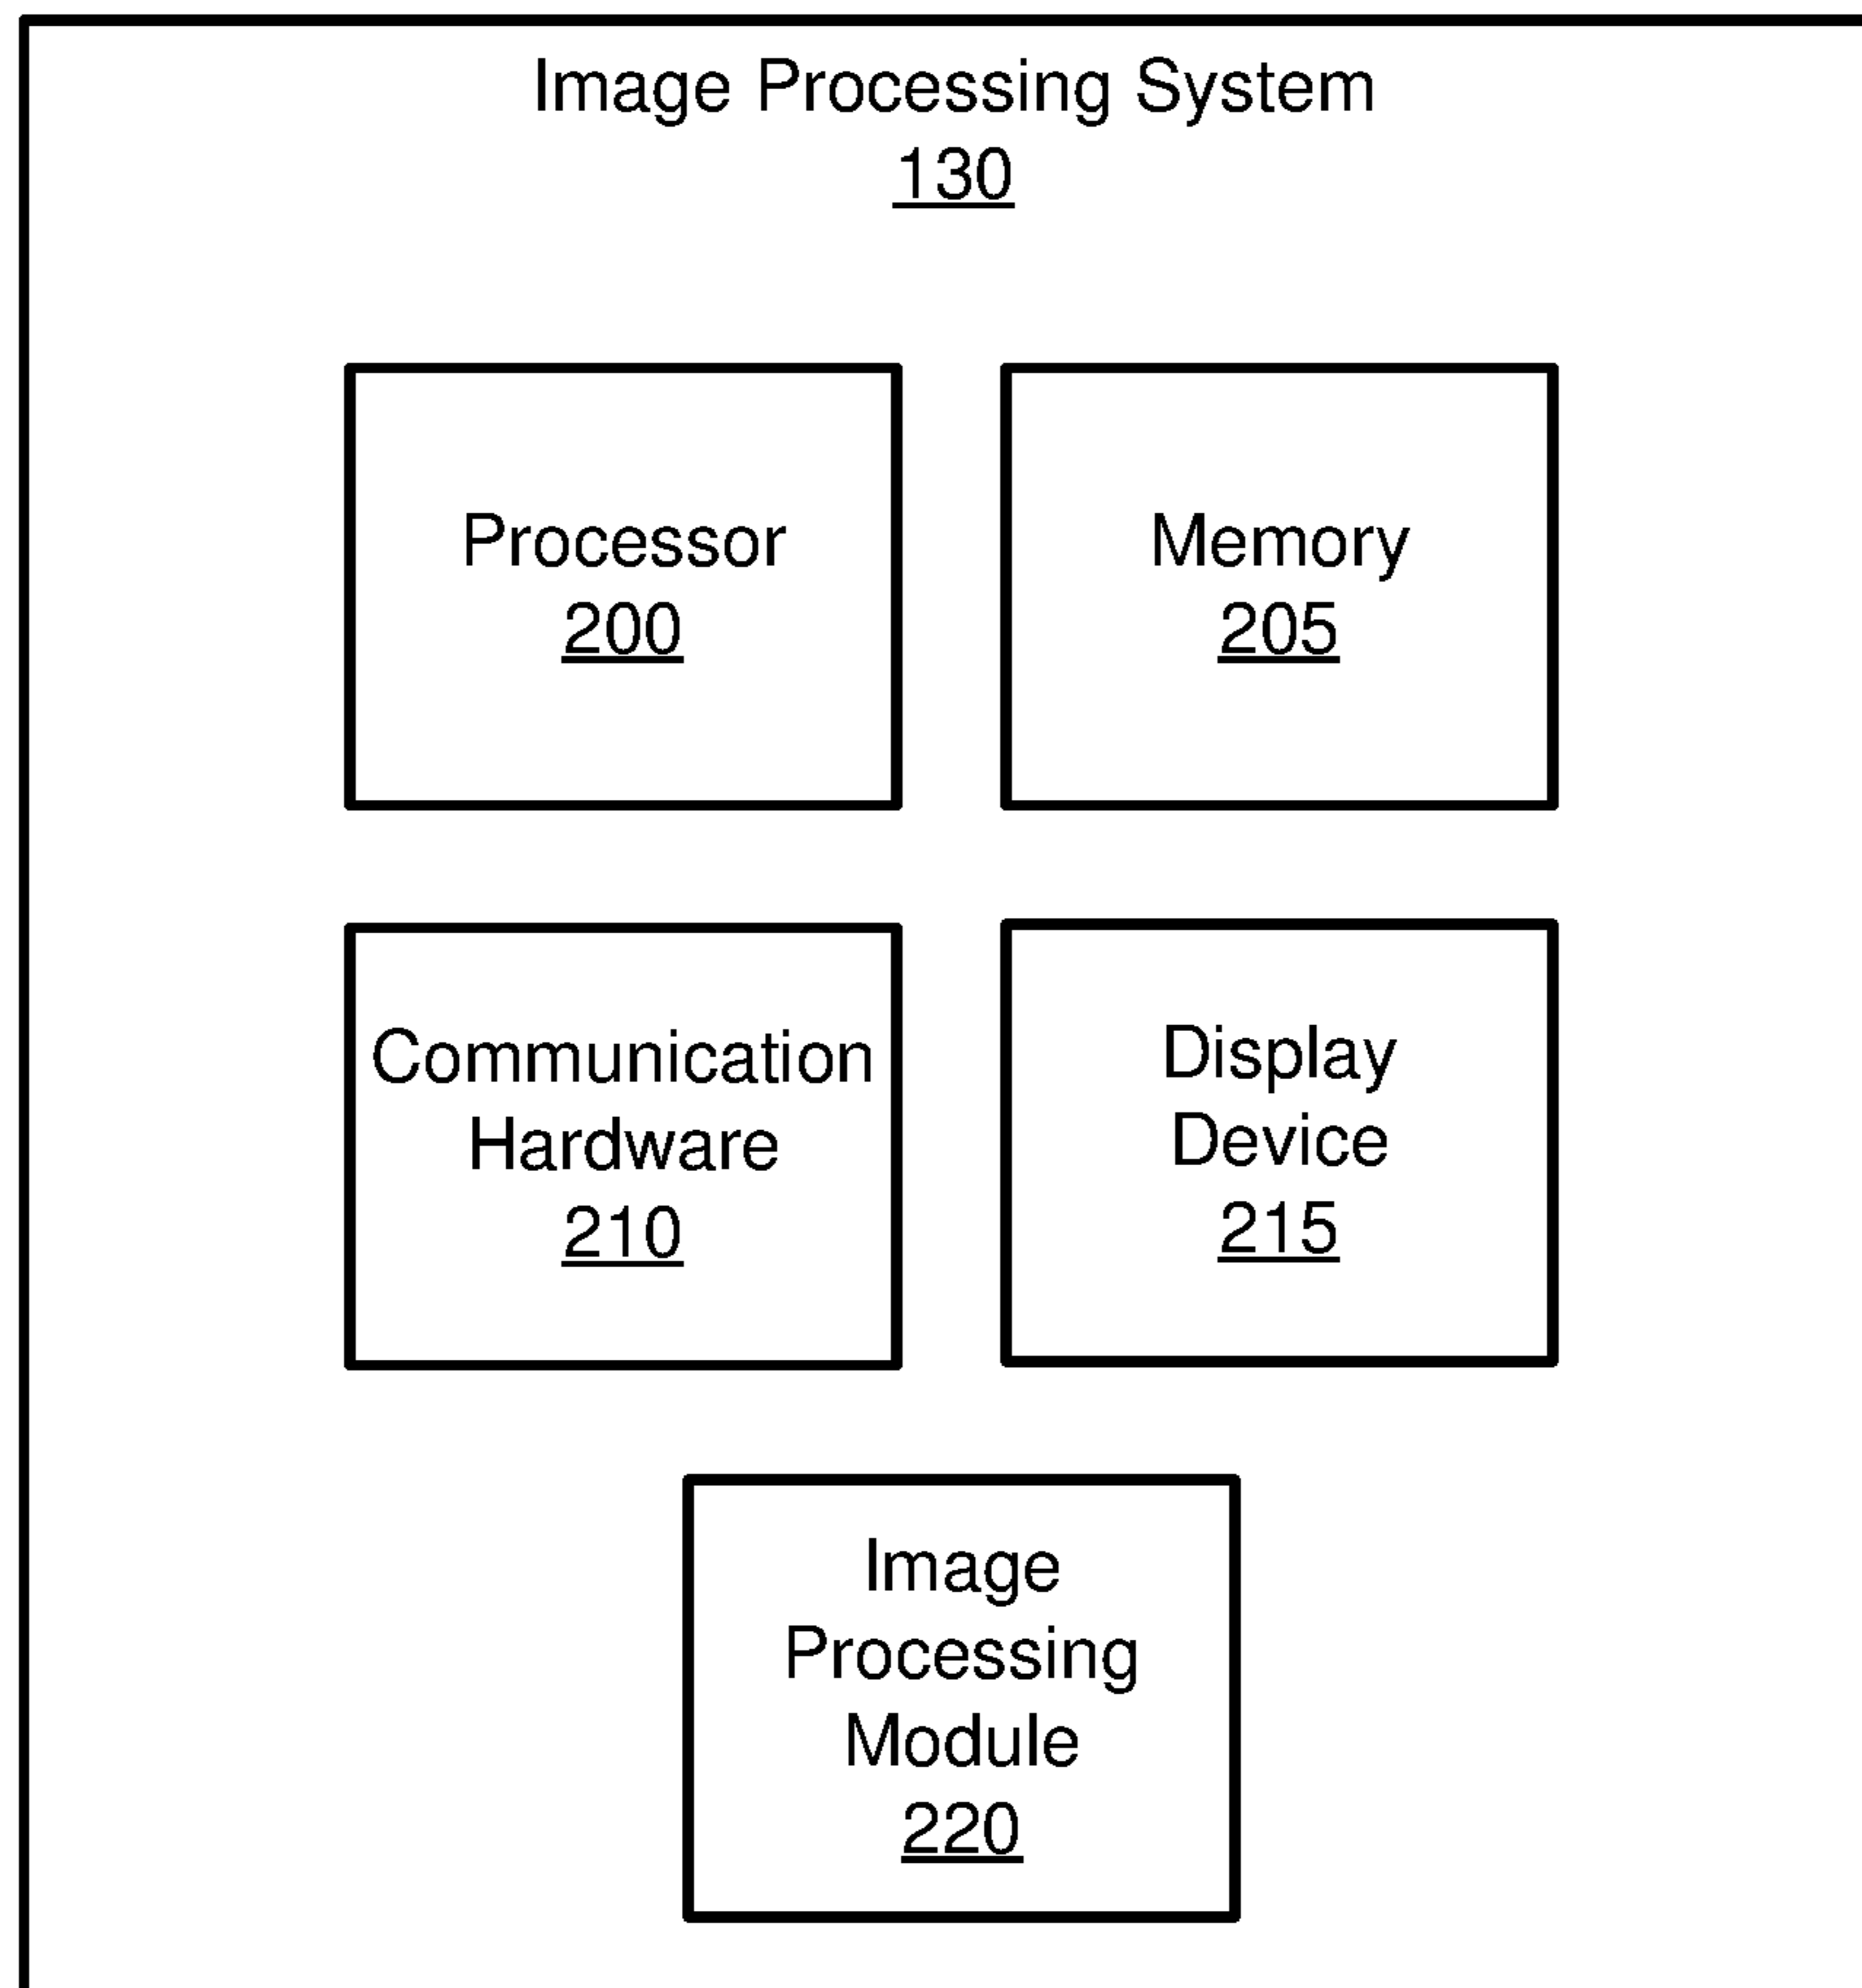 Image Processing System
130
Processor
200
Memory
205
Communication
Hardware
210
Display
Device
215
Image
Processing
Module
220